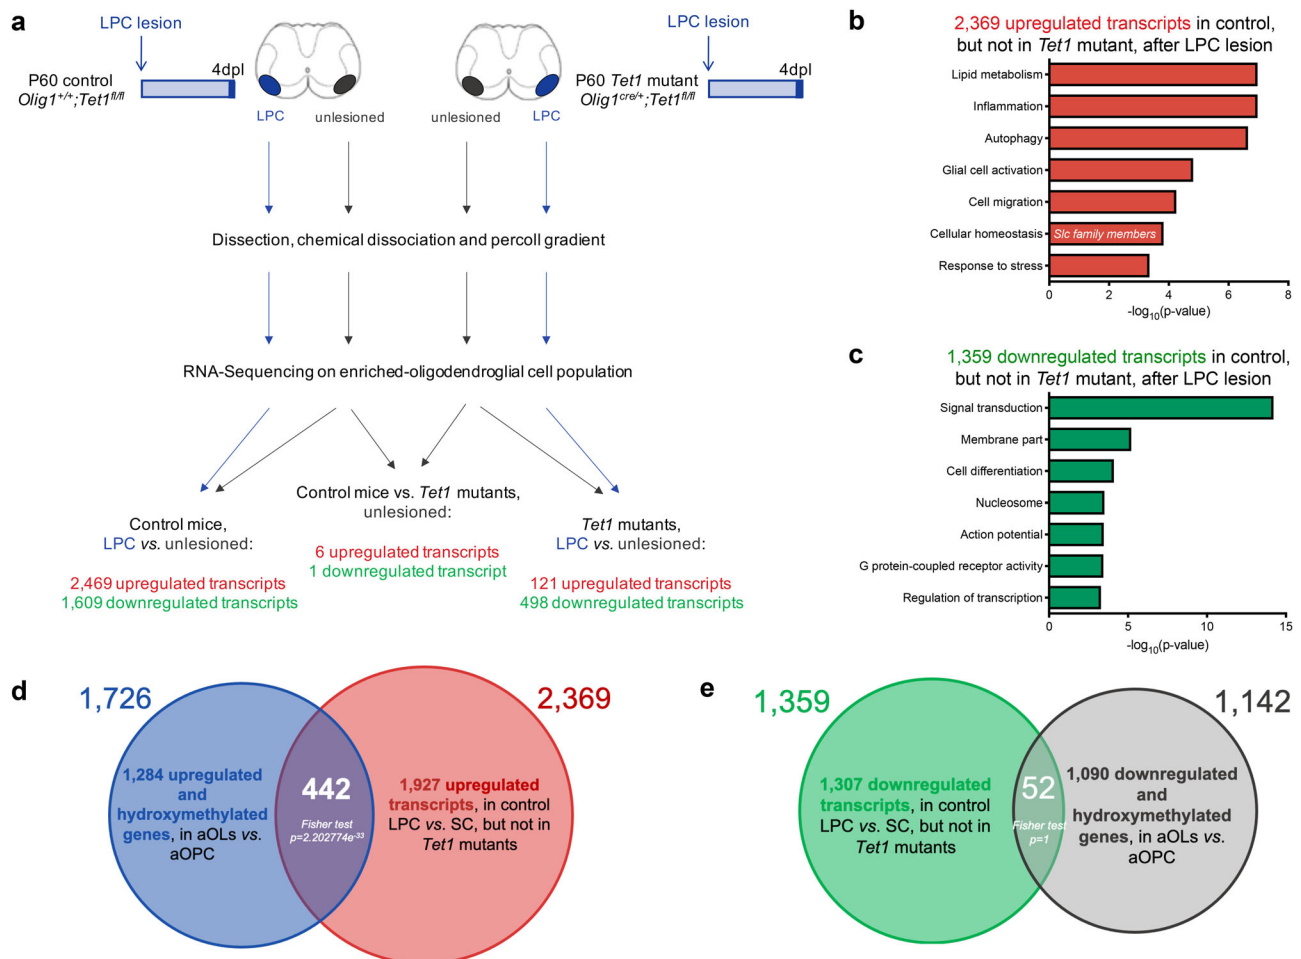 a
LPC lesion
4dpl
P60 control
Olig1+/+;Tet1fl/fl
LPC
unlesioned
unlesioned
LPC
LPC lesion
4dpl
P60 Tet1 mutant
Olig1cre/+;Tet1fl/fl
Dissection, chemical dissociation and percoll gradient
RNA-Sequencing on enriched-oligodendroglial cell population
Control mice,
LPC vs. unlesioned:
2,469 upregulated transcripts
1,609 downregulated transcripts
Control mice vs. Tet1 mutants,
unlesioned:
6 upregulated transcripts
1 downregulated transcript
Tet1 mutants,
LPC vs. unlesioned:
121 upregulated transcripts
498 downregulated transcripts
b
2,369 upregulated transcripts in control,
but not in Tet1 mutant, after LPC lesion
Lipid metabolism
Inflammation
Autophagy
Glial cell activation
Cell migration
Cellular homeostasis
Slc family members
Response to stress
0 2 4 6 8
-log10(p-value)
c
1,359 downregulated transcripts in control,
but not in Tet1 mutant, after LPC lesion
Signal transduction
Membrane part
Cell differentiation
Nucleosome
Action potential
G protein-coupled receptor activity
Regulation of transcription
0 5 10 15
-log10(p-value)
d
1,726
2,369
1,284 upregulated
and
hydroxymethylated
genes, in aOLs vs.
aOPC
442
Fisher test
p=2.202774e-33
1,927 upregulated
transcripts, in control
LPC vs. SC, but not in
Tet1 mutants
e
1,359
1,142
1,307 downregulated
transcripts, in control
LPC vs. SC, but not in
Tet1 mutants
52
Fisher test
p=1
1,090 downregulated
and
hydroxymethylated
genes, in aOLs vs.
aOPC